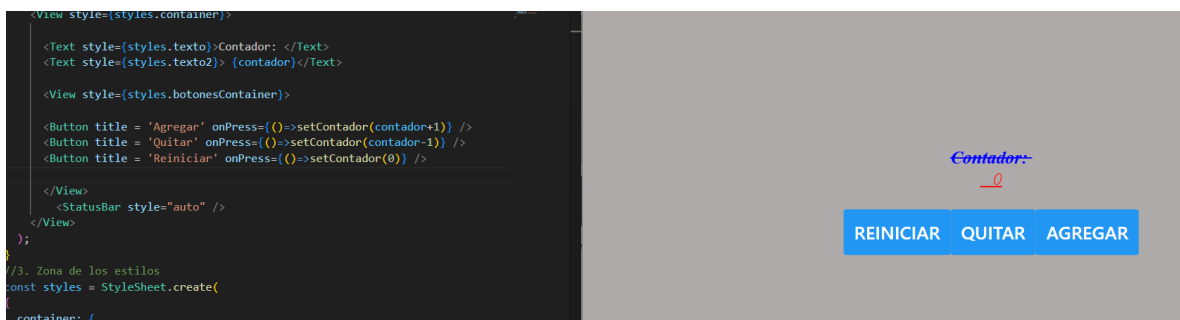 <View style={styles.container}>
<Text style={styles.texto}>Contador: </Text>
<Text style={styles.texto2}> {contador}</Text>
<View style={styles.botonesContainer}>
<Button title = 'Agregar' onPress={()=>setContador(contador+1)} />
<Button title = 'Quitar' onPress={()=>setContador(contador-1)} />
<Button title = 'Reiniciar' onPress={()=>setContador(0)} />
</View>
<StatusBar style="auto" />
</View>
);
}
//3. Zona de los estilos
const styles = StyleSheet.create(
{
container: {
Contador:
0
REINICIAR QUITAR AGREGAR